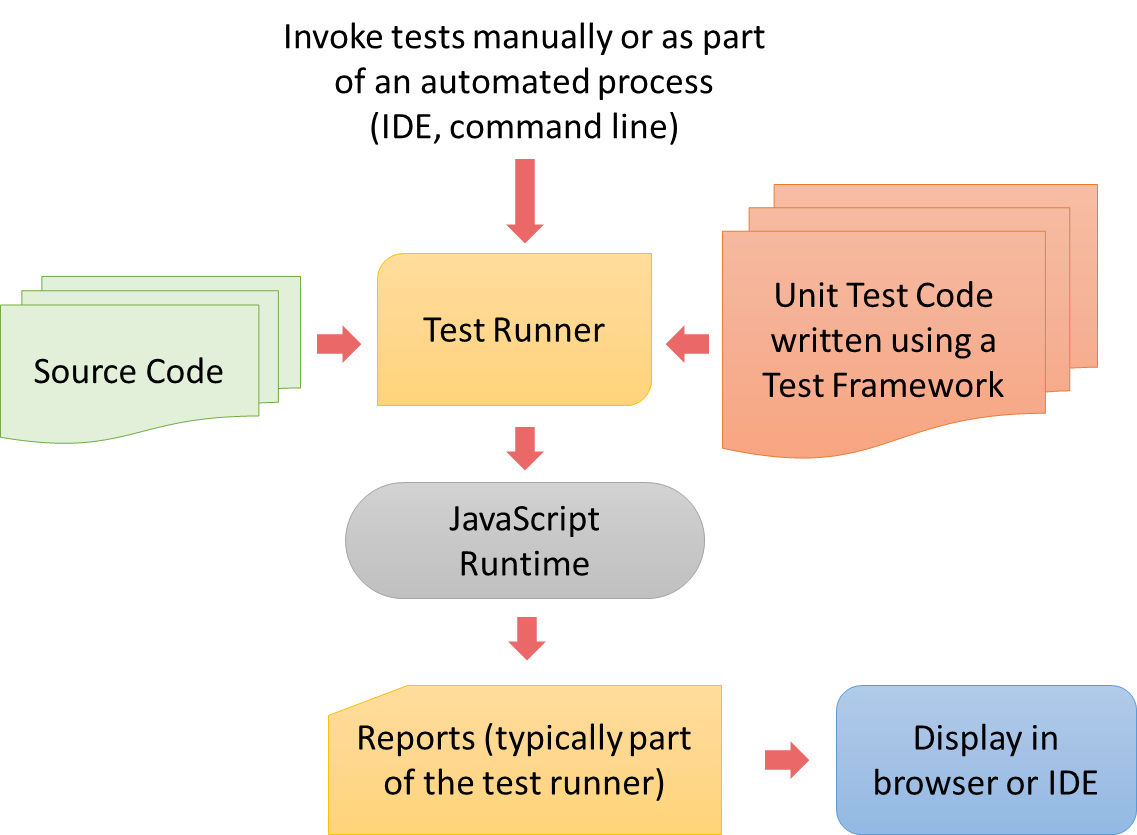 Invoke tests manually or as part
of an automated process
(IDE, command line)
Source Code
Test Runner
Unit Test Code
written using a
Test Framework
JavaScript
Runtime
Reports (typically part
of the test runner)
Display in
browser or IDE